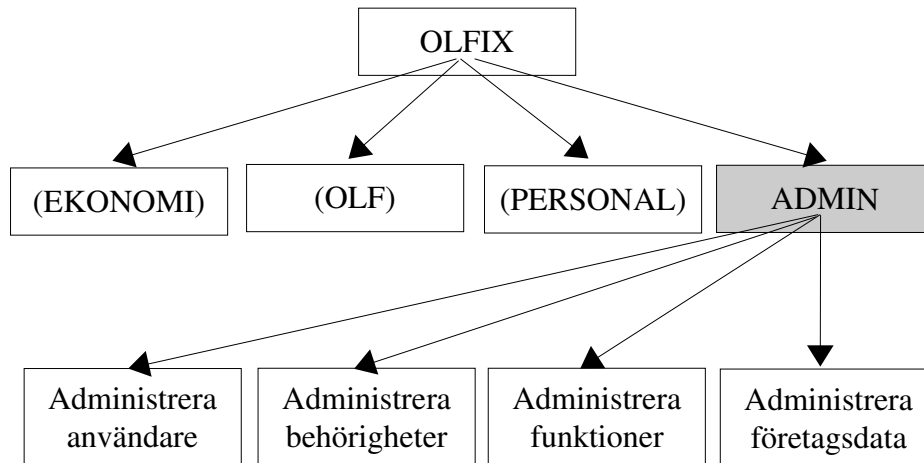 OLFIX
(EKONOMI)
(OLF)
(PERSONAL)
ADMIN
Administrera
användare
Administrera
behörigheter
Administrera
funktioner
Administrera
företagsdata